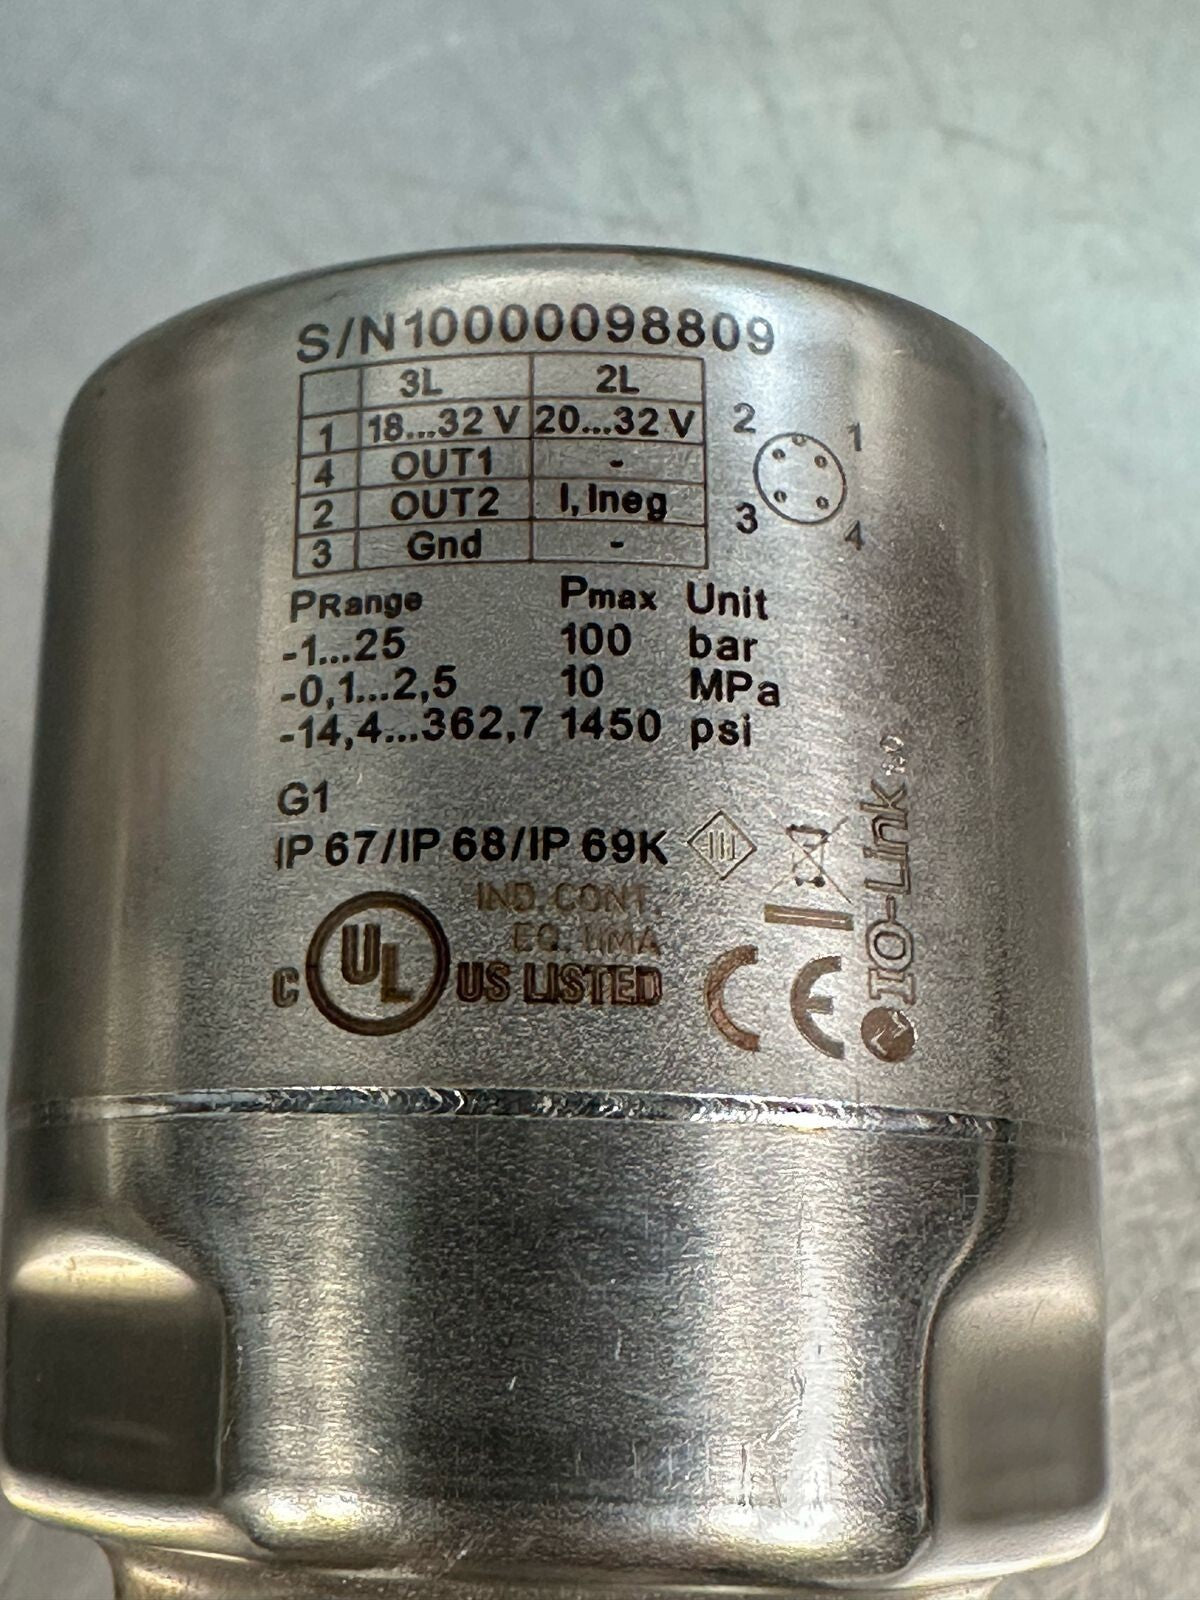 S/N10000098809
3L 2L
1 18...32 V 20...32 V
4 OUT1 -
2 OUT2 I, Ineg
3 Gnd -
2 1
3 4
PRange Pmax Unit
-1...25 100 bar
-0,1...2,5 10 MPa
-14,4...362,7 1450 psi
G1
IP 67/IP 68/IP 69K
III
IND. CONT.
EQ.
C UL US LISTED
CE
IO-Link